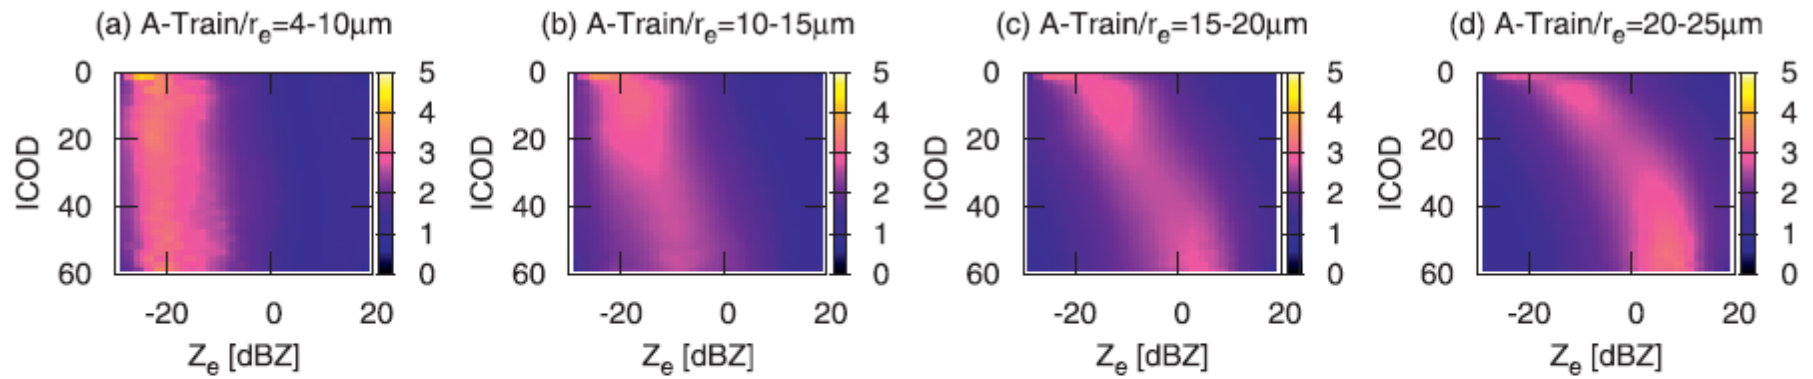 (a) A-Train/re=4-10μm
(b) A-Train/re=10-15μm
(c) A-Train/re=15-20μm
(d) A-Train/re=20-25μm
0 5 0 5 0 5 0 5
4 4 4 4
20 3 20 3 20 3 20 3
ICOD ICOD ICOD ICOD
2 2 2 2
40 40 40 40
1 1 1 1
60 0 60 0 60 0 60 0
-20 0 20 -20 0 20 -20 0 20 -20 0 20
Ze [dBZ] Ze [dBZ] Ze [dBZ] Ze [dBZ]